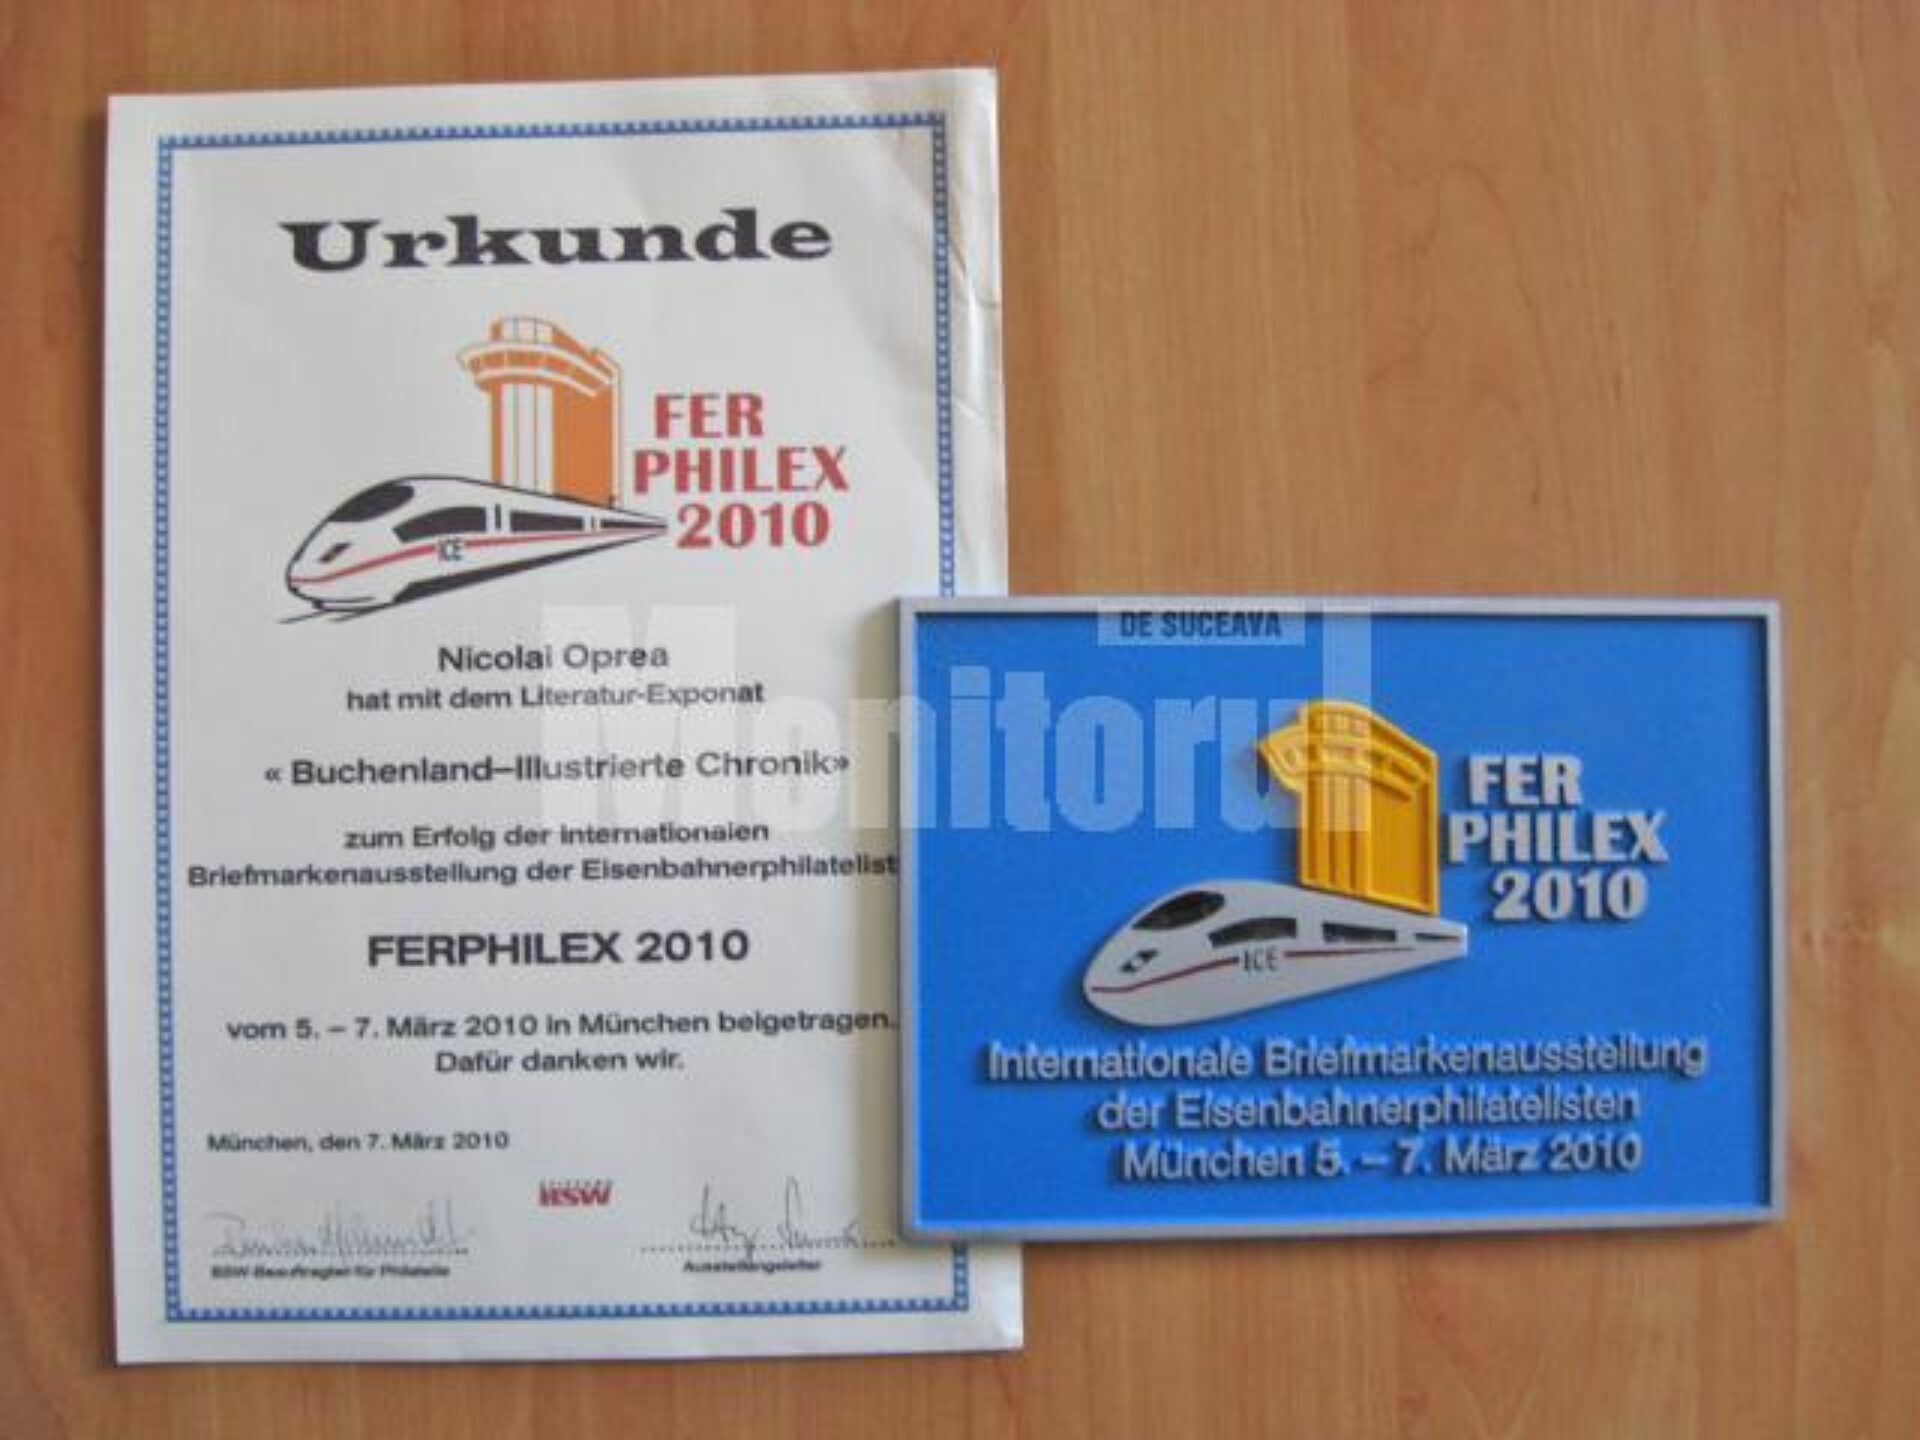 Urkunde
FER
PHILEX
2010
ICE
Nicolai Oprea
hat mit dem Literatur-Exponat
« Buchenland–Illustrierte Chronik»
zum Erfolg der internationalen
Briefmarkenausstellung der Eisenbahnerphilatelist
FERPHILEX 2010
vom 5. – 7. März 2010 in München beigetragen.
Dafür danken wir.
München, den 7. März 2010
BSW
BSW-Beauftragter für Philatelie
Ausstellungsleiter
DE SUCEAVA
Monitorul
FER
PHILEX
2010
ICE
Internationale Briefmarkenausstellung
der Eisenbahnerphilatelisten
München 5. – 7. März 2010